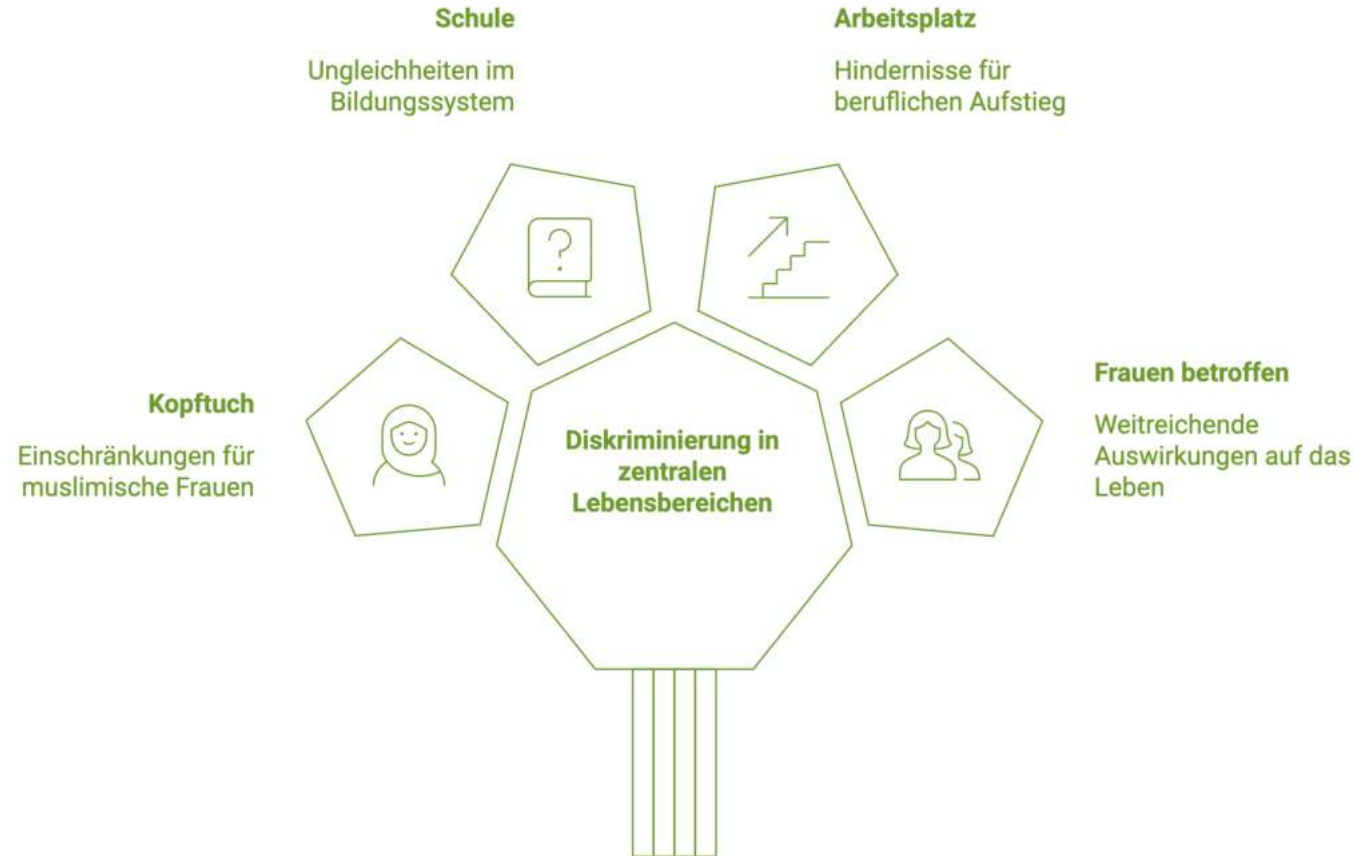 Schule
Ungleichheiten im
Bildungssystem
Arbeitsplatz
Hindernisse für
beruflichen Aufstieg
Kopftuch
Einschränkungen für
muslimische Frauen
?
Diskriminierung in
zentralen
Lebensbereichen
Frauen betroffen
Weitreichende
Auswirkungen auf das
Leben